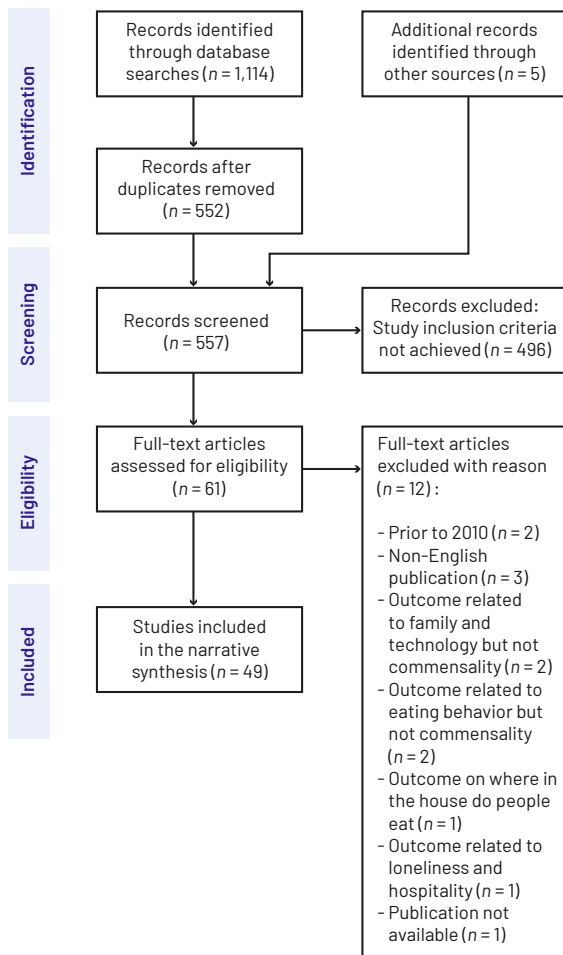 Identification
Records identified
through database
searches (n = 1,114)
Additional records
identified through
other sources (n = 5)
Records after
duplicates removed
(n = 552)
Screening
Records screened
(n = 557)
Records excluded:
Study inclusion criteria
not achieved (n = 496)
Eligibility
Full-text articles
assessed for eligibility
(n = 61)
Full-text articles
excluded with reason
(n = 12) :
- Prior to 2010 (n = 2)
- Non-English
publication (n = 3)
- Outcome related
to family and
technology but not
commensality (n = 2)
- Outcome related to
eating behavior but
not commensality
(n = 2)
- Outcome on where in
the house do people
eat (n = 1)
- Outcome related to
loneliness and
hospitality (n = 1)
- Publication not
available (n = 1)
Included
Studies included
in the narrative
synthesis (n = 49)